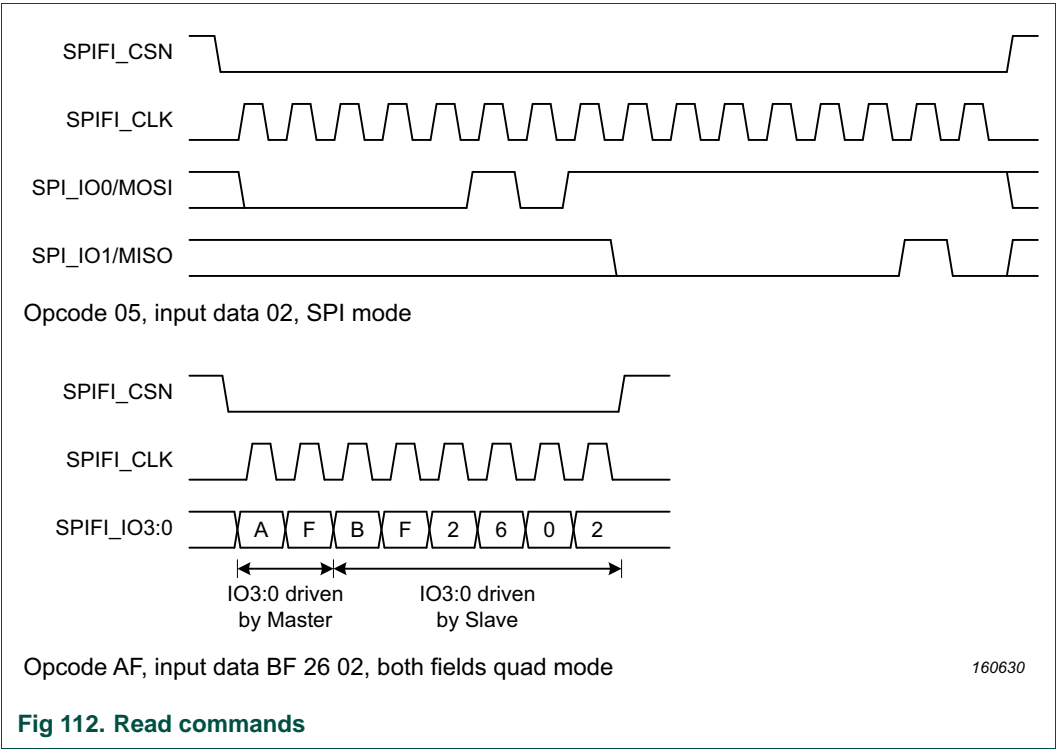 SPIFI_CSN
SPIFI_CLK
SPI_IO0/MOSI
SPI_IO1/MISO
Opcode 05, input data 02, SPI mode
SPIFI_CSN
SPIFI_CLK
SPIFI_IO3:0 A F B F 2 6 0 2
IO3:0 driven by Master
IO3:0 driven by Slave
Opcode AF, input data BF 26 02, both fields quad mode
160630
Fig 112. Read commands